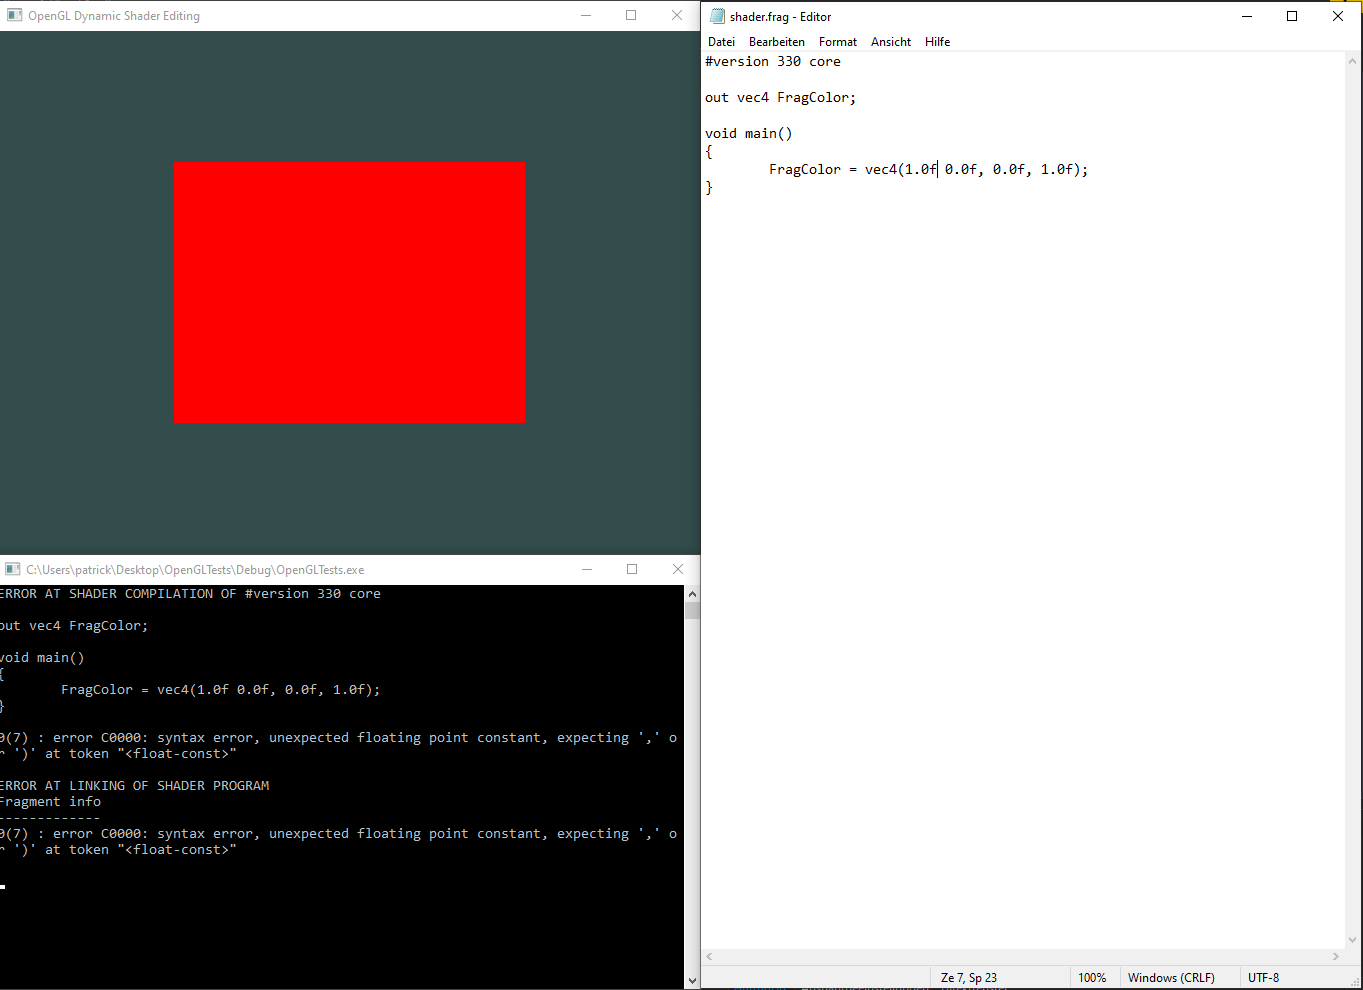 OpenGL Dynamic Shader Editing
shader.frag - Editor
Datei Bearbeiten Format Ansicht Hilfe
#version 330 core
out vec4 FragColor;
void main()
{
FragColor = vec4(1.0f 0.0f, 0.0f, 1.0f);
}
C:\Users\patrick\Desktop\OpenGLTests\Debug\OpenGLTests.exe
ERROR AT SHADER COMPILATION OF #version 330 core
out vec4 FragColor;
void main()
{
FragColor = vec4(1.0f 0.0f, 0.0f, 1.0f);
}
0(7) : error C0000: syntax error, unexpected floating point constant, expecting ',' o
r ')' at token "<float-const>"
ERROR AT LINKING OF SHADER PROGRAM
Fragment info
-------------
0(7) : error C0000: syntax error, unexpected floating point constant, expecting ',' o
r ')' at token "<float-const>"
Ze 7, Sp 23 100% Windows (CRLF) UTF-8